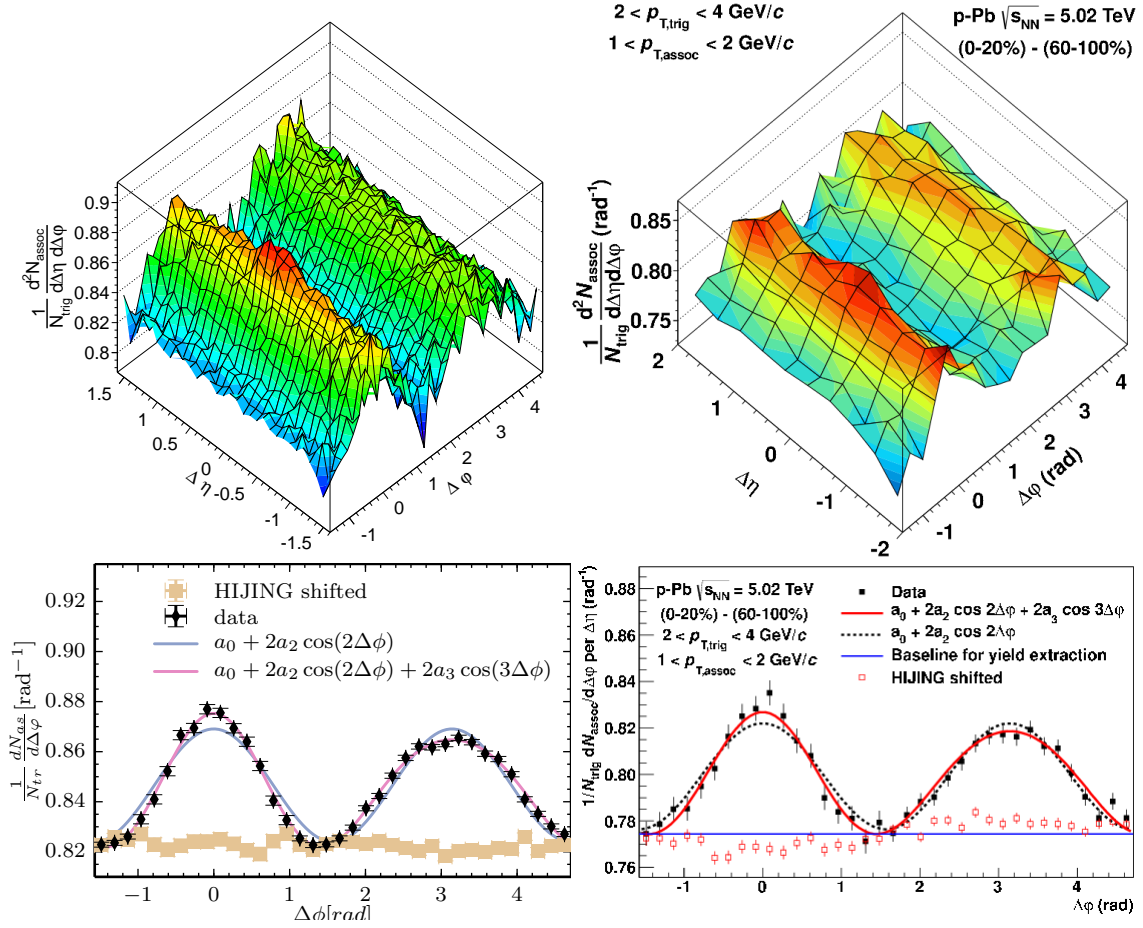 2 < p_T,trig < 4 GeV/c
1 < p_T,assoc < 2 GeV/c
p-Pb √s_NN = 5.02 TeV
(0-20%) - (60-100%)
1/N_trig d²N_assoc/dΔη dΔφ
0.9
0.88
0.86
0.84
0.82
0.8
1.5
1
0.5
0
-0.5
-1
-1.5
Δη
-1
0
1
2
3
4
Δφ
1/N_trig d²N_assoc/dΔηdΔφ (rad⁻¹)
0.85
0.80
0.75
2
1
0
-1
-2
Δη
-1
0
1
2
3
4
Δφ (rad)
HIJING shifted
data
a₀ + 2a₂ cos(2Δϕ)
a₀ + 2a₂ cos(2Δϕ) + 2a₃ cos(3Δϕ)
1/N_tr dN_as/dΔφ [rad⁻¹]
0.92
0.90
0.88
0.86
0.84
0.82
−1 0 1 2 3 4
Δϕ[rad]
p-Pb √s_NN = 5.02 TeV
(0-20%) - (60-100%)
2 < p_T,trig < 4 GeV/c
1 < p_T,assoc < 2 GeV/c
Data
a₀ + 2a₂ cos 2Δφ + 2a₃ cos 3Δφ
a₀ + 2a₂ cos 2Δφ
Baseline for yield extraction
HIJING shifted
1/N_trig dN_assoc/dΔφ per Δη (rad⁻¹)
0.88
0.86
0.84
0.82
0.80
0.78
0.76
-1 0 1 2 3 4
Δφ (rad)